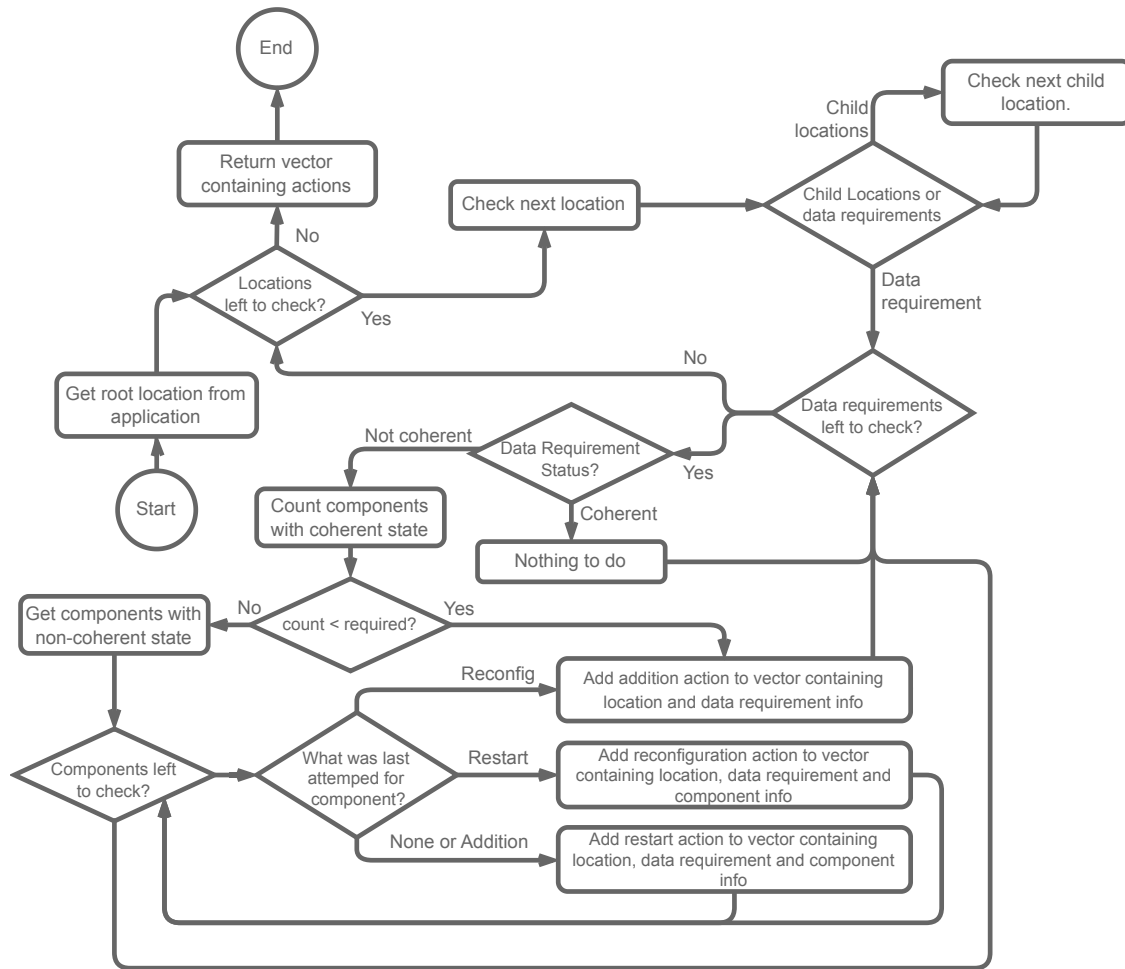 End
Check next child
location.
Child
locations
Return vector
containing actions
Check next location
Child Locations or
data requirements
No
Locations
left to check?
Yes
Data
requirement
No
Get root location from
application
Data requirements
left to check?
Not coherent
Data Requirement
Status?
Yes
Start
Count components
with coherent state
Coherent
Nothing to do
Get components with
non-coherent state
No
count < required?
Yes
Reconfig
Add addition action to vector containing
location and data requirement info
Components left
to check?
What was last
attemped for
component?
Restart
Add reconfiguration action to vector
containing location, data requirement and
component info
None or Addition
Add restart action to vector containing
location, data requirement and component
info